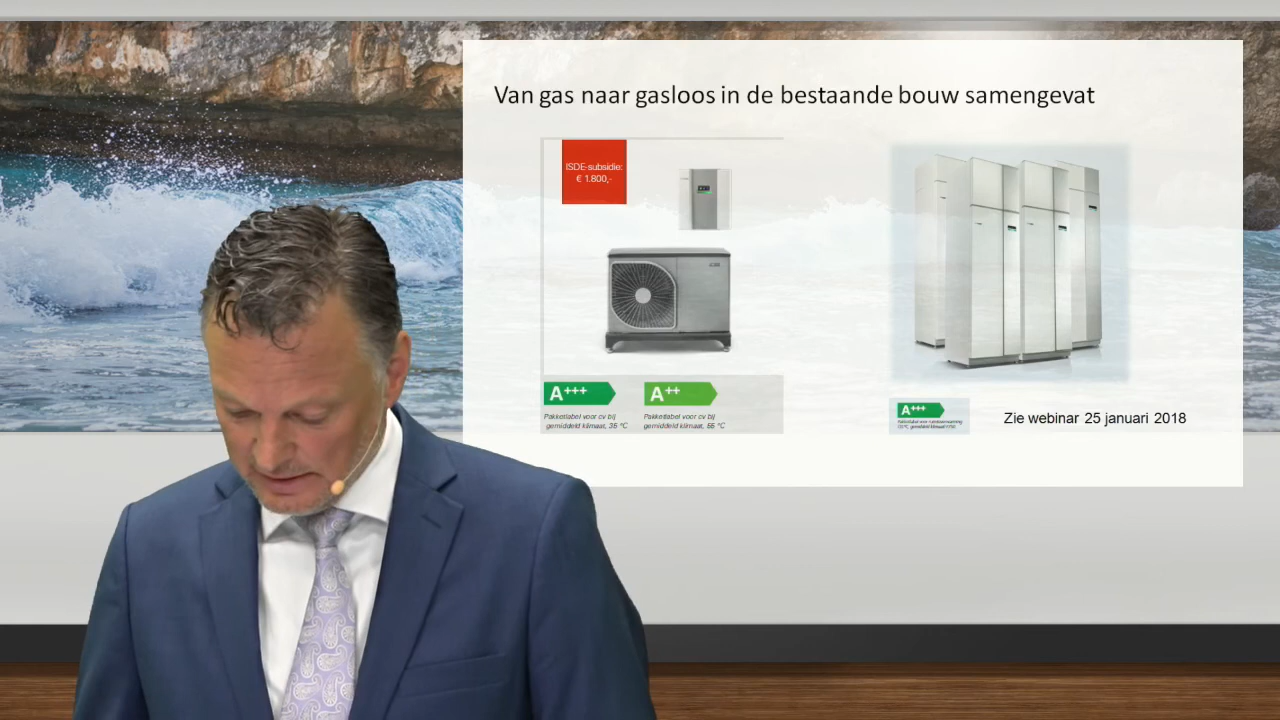 Van gas naar gasloos in de bestaande bouw samengevat
ISDE-subsidie:
€ 1.800,-
A+++
A++
Pakketlabel voor cv bij
gemiddeld klimaat, 35 °C
Pakketlabel voor cv bij
gemiddeld klimaat, 55 °C
A+++
Zie webinar 25 januari 2018